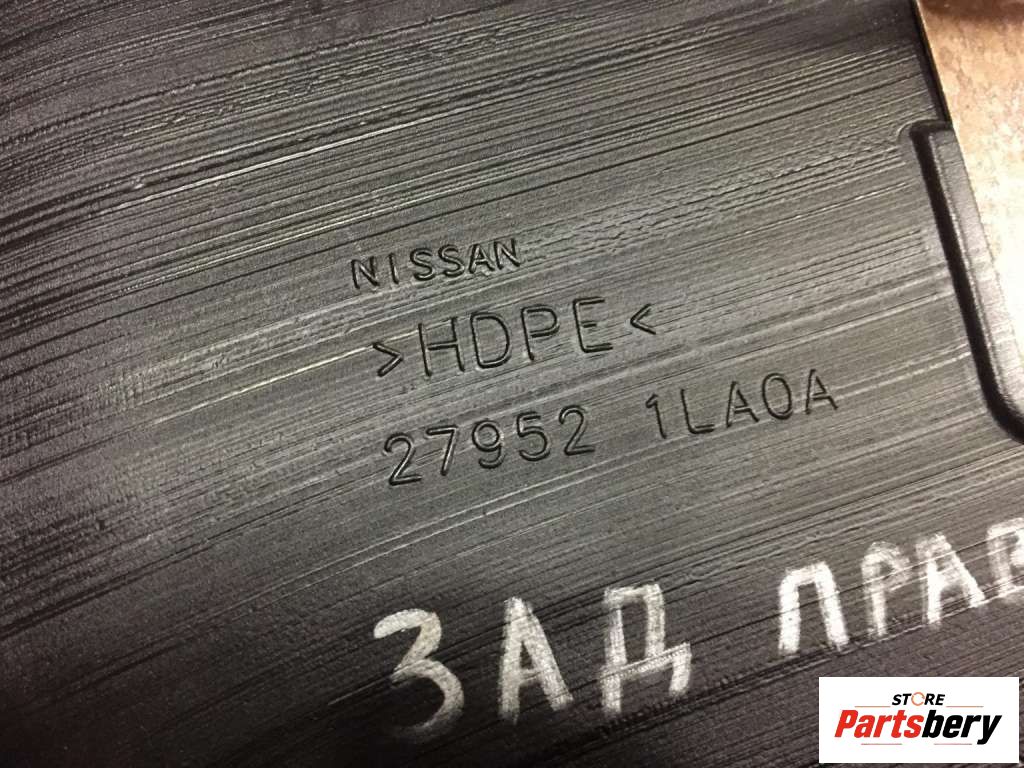 NISSAN
>HDPE<
27952 1LA0A
ЗАД ПРАВ
STORE
Partsbery